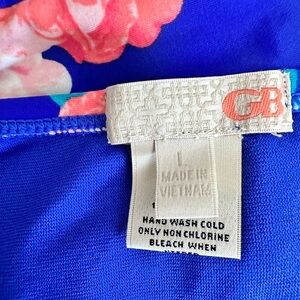 GB
L
MADE IN
VIETNAM
HAND WASH COLD
ONLY NON CHLORINE
BLEACH WHEN